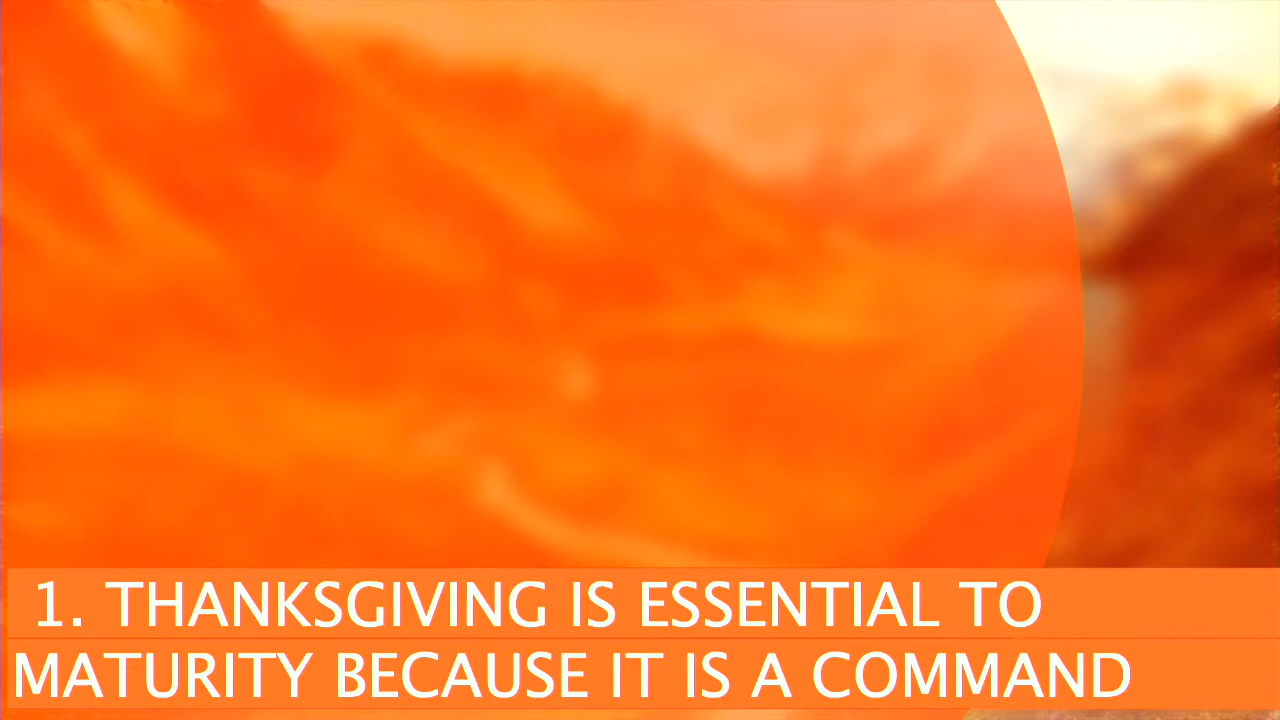 1. THANKSGIVING IS ESSENTIAL TO
MATURITY BECAUSE IT IS A COMMAND